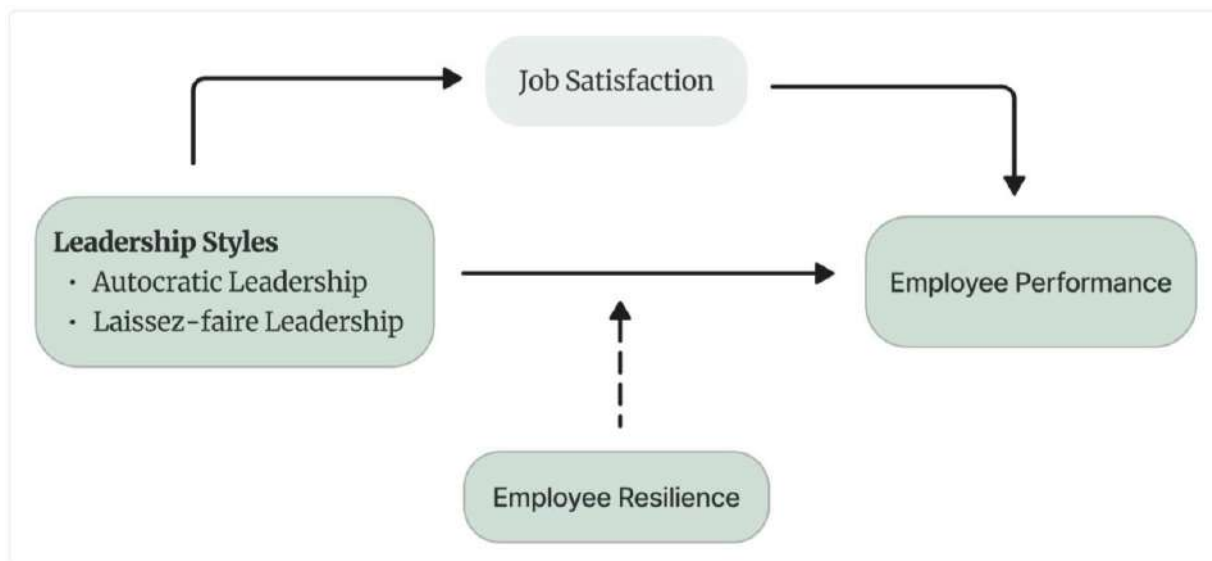 Job Satisfaction
Leadership Styles
· Autocratic Leadership
· Laissez-faire Leadership
Employee Performance
Employee Resilience